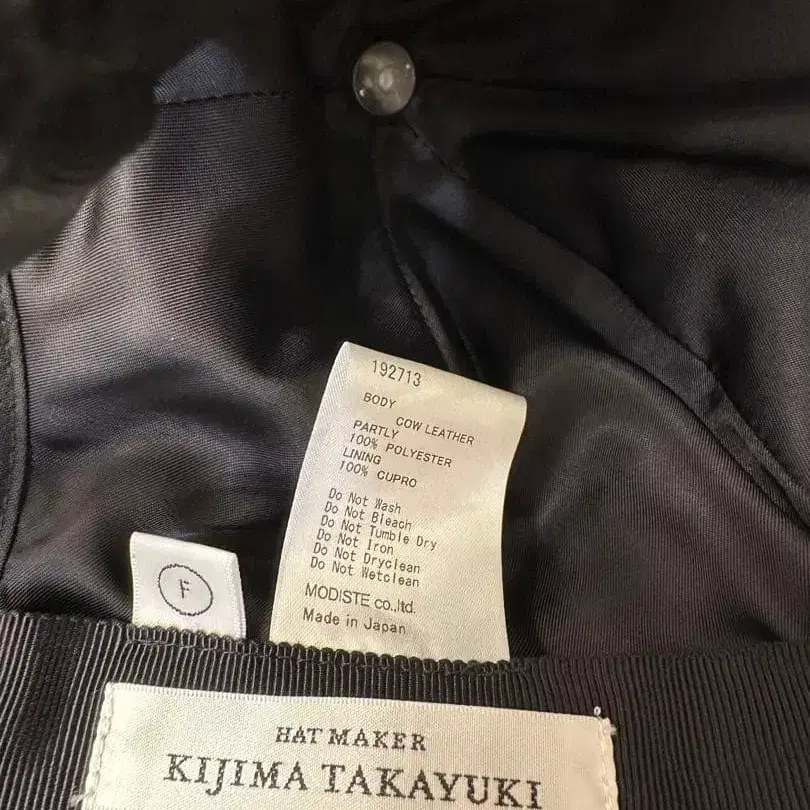 192713
BODY
COW LEATHER
PARTLY
100% POLYESTER
LINING
100% CUPRO
Do Not Wash
Do Not Bleach
Do Not Tumble Dry
Do Not Iron
Do Not Dryclean
Do Not Wetclean
MODISTE co.,ltd.
Made in Japan
F
HAT MAKER
KIJIMA TAKAYUKI